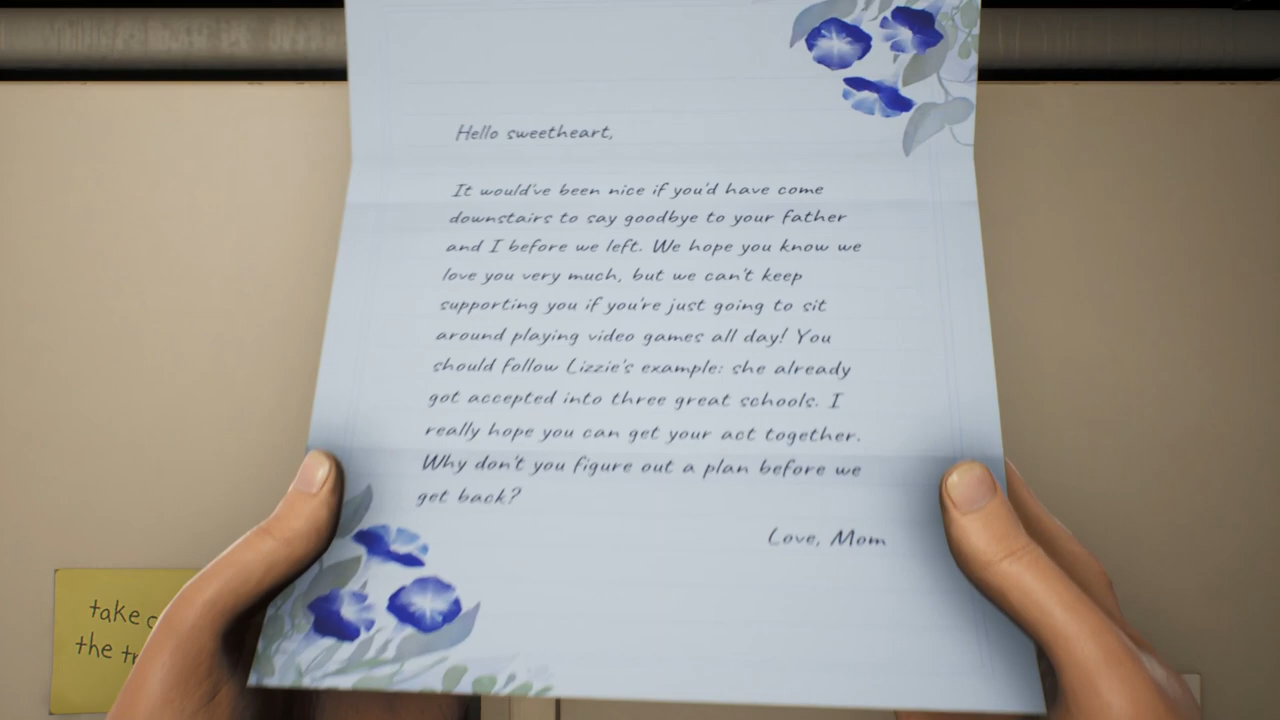 Hello sweetheart,
It would've been nice if you'd have come
downstairs to say goodbye to your father
and I before we left. We hope you know we
love you very much, but we can't keep
supporting you if you're just going to sit
around playing video games all day! You
should follow Lizzie's example: she already
got accepted into three great schools. I
really hope you can get your act together.
Why don't you figure out a plan before we
get back?
Love, Mom
take
the